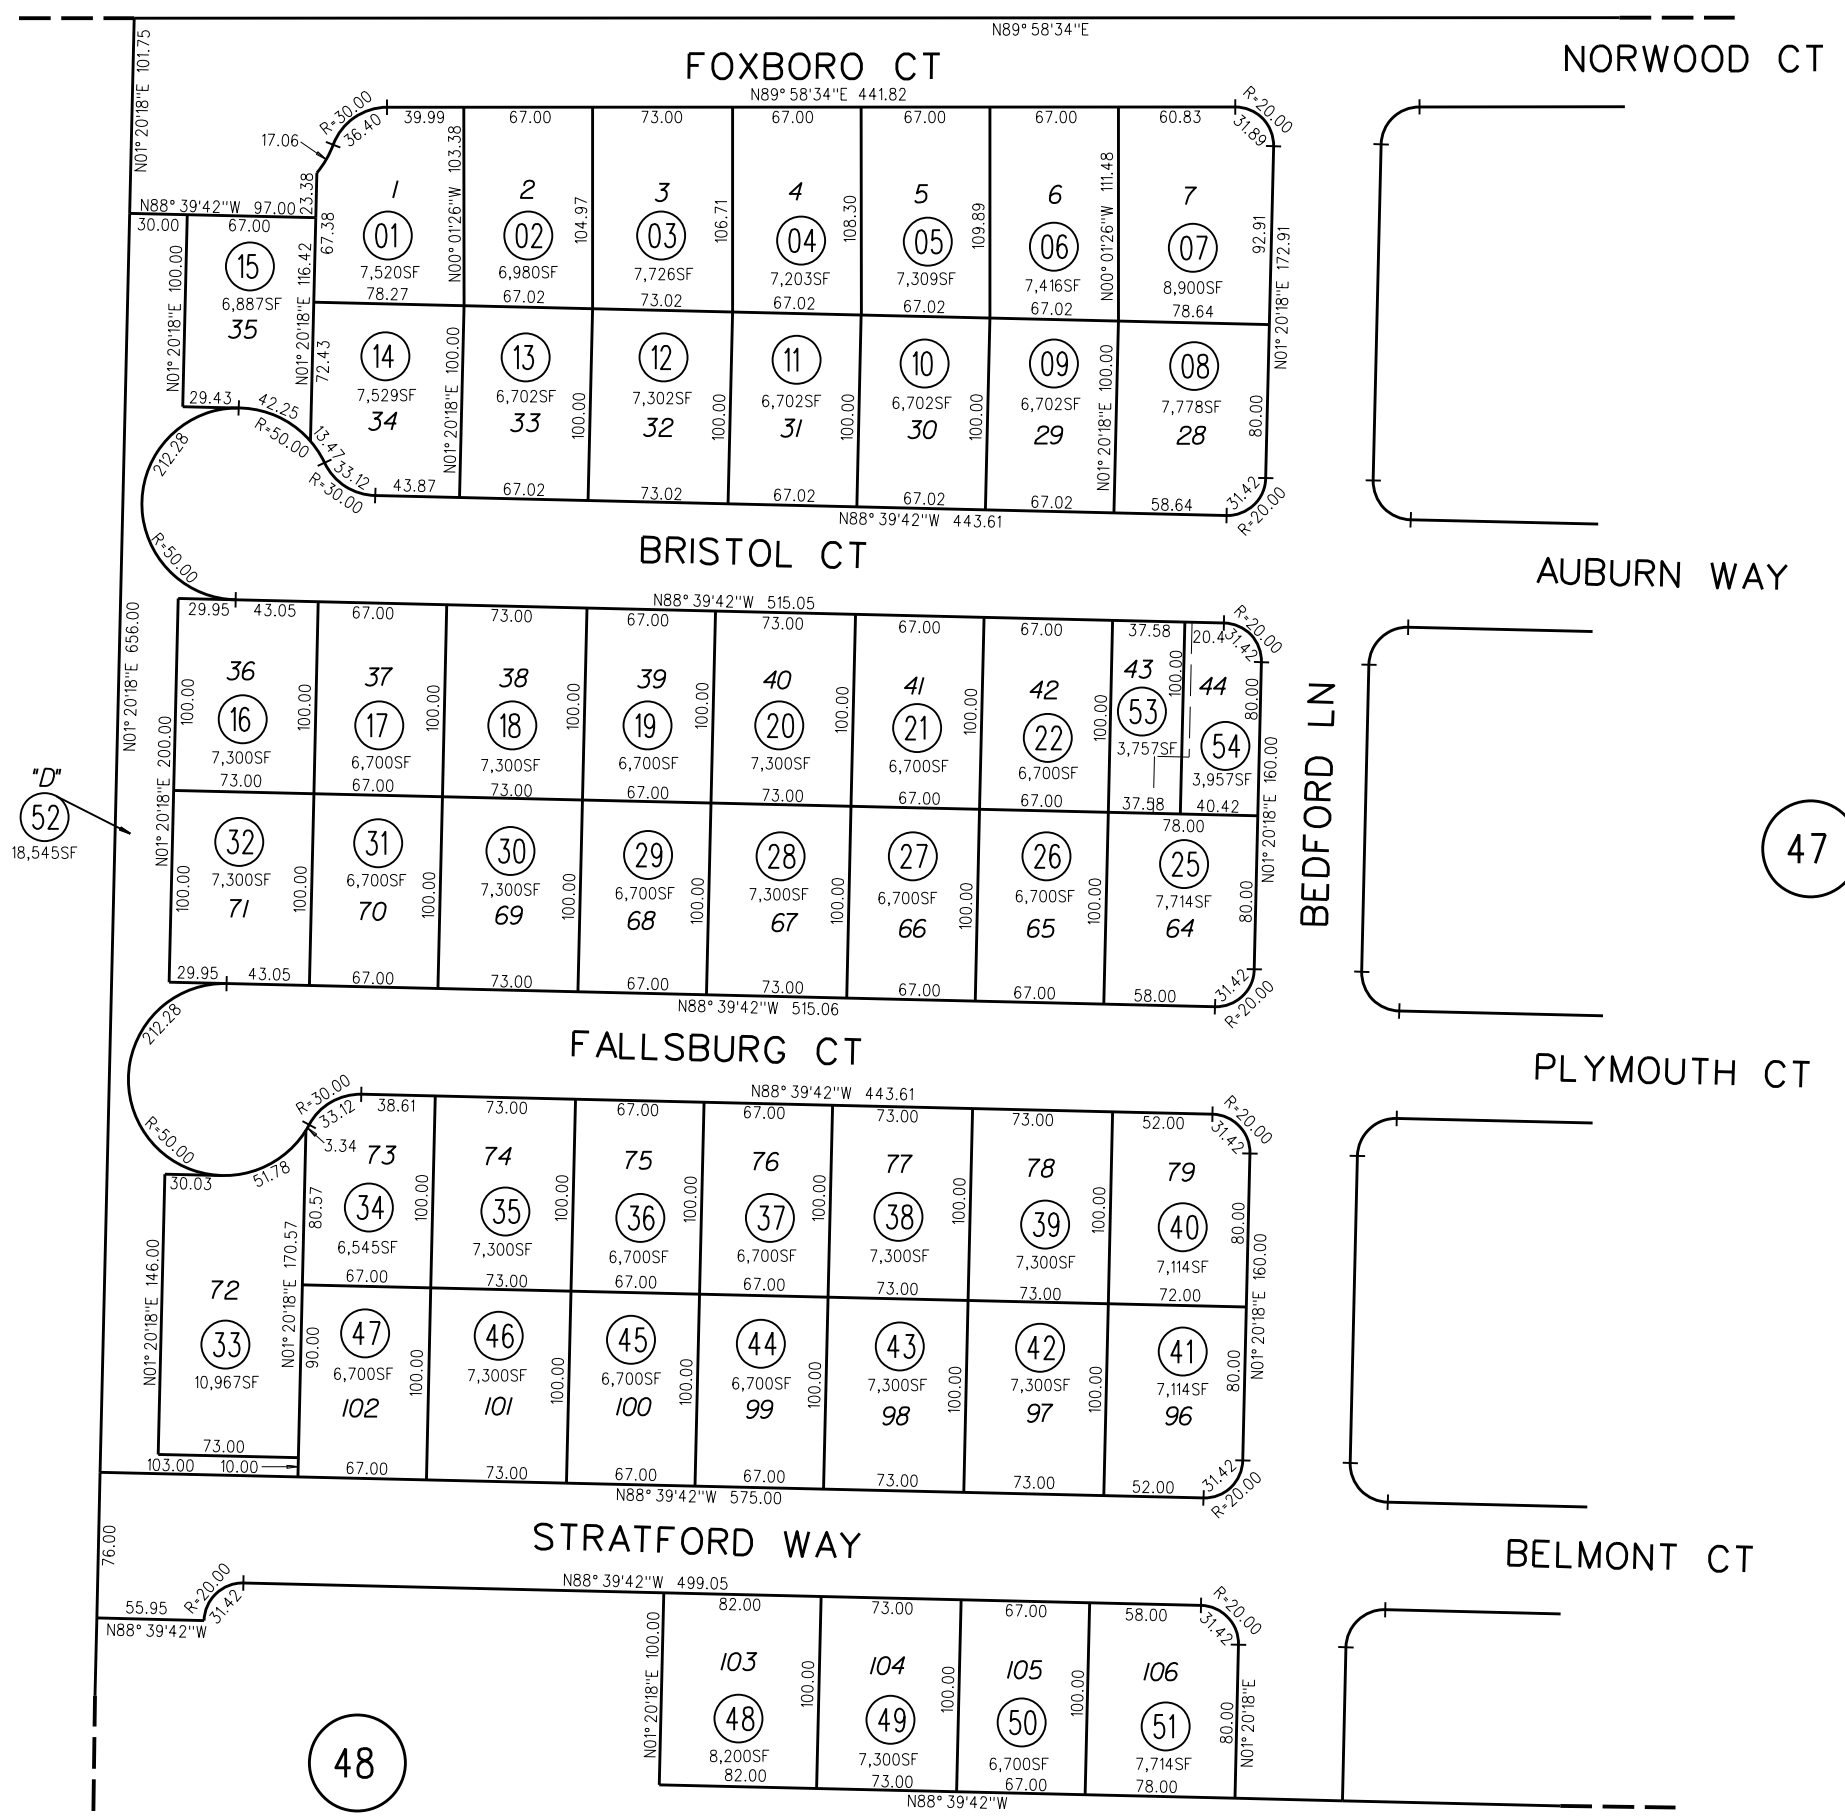 N89°58'34"E
FOXBORO CT
NORWOOD CT
N89°58'34"E 441.82
N01°20'18"E 101.75
R=30.00
36.40
17.06
39.99
67.00
73.00
67.00
67.00
67.00
60.83
R=20.00
31.89
23.38
67.38
N00°01'26"W 103.38
104.97
106.71
108.30
109.89
N00°01'26"W 111.48
92.91
N01°20'18"E 172.91
1
2
3
4
5
6
7
01
02
03
04
05
06
07
7,520SF
6,980SF
7,726SF
7,203SF
7,309SF
7,416SF
8,900SF
78.27
67.02
73.02
67.02
67.02
67.02
78.64
N88°39'42"W 97.00
30.00
67.00
N01°20'18"E 100.00
15
6,887SF
35
N01°20'18"E 116.42
72.43
14
13
12
11
10
09
08
7,529SF
6,702SF
7,302SF
6,702SF
6,702SF
6,702SF
7,778SF
34
33
32
31
30
29
28
N01°20'18"E 100.00
100.00
100.00
100.00
100.00
N01°20'18"E 100.00
80.00
29.43
42.25
R=50.00
13.47
33.12
R=30.00
212.28
R=50.00
43.87
67.02
73.02
67.02
67.02
67.02
58.64
31.42
R=20.00
N88°39'42"W 443.61
BRISTOL CT
AUBURN WAY
N88°39'42"W 515.05
29.95
43.05
67.00
73.00
67.00
73.00
67.00
67.00
37.58
20.4
R=20.00
31.42
N01°20'18"E 656.00
36
37
38
39
40
41
42
43
44
16
17
18
19
20
21
22
53
54
7,300SF
6,700SF
7,300SF
6,700SF
7,300SF
6,700SF
6,700SF
3,757SF
3,957SF
100.00
100.00
100.00
100.00
100.00
100.00
100.00
100.00
100.00
80.00
N01°20'18"E 200.00
N01°20'18"E 160.00
73.00
67.00
73.00
67.00
73.00
67.00
67.00
37.58
40.42
78.00
BEDFORD LN
"D"
52
18,545SF
47
32
31
30
29
28
27
26
25
7,300SF
6,700SF
7,300SF
6,700SF
7,300SF
6,700SF
6,700SF
7,714SF
71
70
69
68
67
66
65
64
100.00
100.00
100.00
100.00
100.00
100.00
100.00
100.00
80.00
29.95
43.05
67.00
73.00
67.00
73.00
67.00
67.00
58.00
31.42
R=20.00
N88°39'42"W 515.06
212.28
R=50.00
FALLSBURG CT
PLYMOUTH CT
N88°39'42"W 443.61
R=30.00
33.12
3.34
51.78
30.03
38.61
73.00
67.00
67.00
73.00
73.00
52.00
R=20.00
31.42
73
74
75
76
77
78
79
34
35
36
37
38
39
40
6,545SF
7,300SF
6,700SF
6,700SF
7,300SF
7,300SF
7,114SF
80.57
100.00
100.00
100.00
100.00
100.00
100.00
80.00
N01°20'18"E 160.00
67.00
73.00
67.00
67.00
73.00
73.00
72.00
N01°20'18"E 146.00
72
33
10,967SF
N01°20'18"E 170.57
90.00
47
46
45
44
43
42
41
6,700SF
7,300SF
6,700SF
6,700SF
7,300SF
7,300SF
7,114SF
102
101
100
99
98
97
96
100.00
100.00
100.00
100.00
100.00
100.00
80.00
73.00
103.00
10.00
67.00
73.00
67.00
67.00
73.00
73.00
52.00
31.42
R=20.00
N88°39'42"W 575.00
STRATFORD WAY
BELMONT CT
76.00
N88°39'42"W 499.05
R=20.00
31.42
55.95
N88°39'42"W
82.00
73.00
67.00
58.00
R=20.00
31.42
N01°20'18"E 100.00
100.00
100.00
100.00
80.00
N01°20'18"E
103
104
105
106
48
49
50
51
8,200SF
7,300SF
6,700SF
7,714SF
82.00
73.00
67.00
78.00
N88°39'42"W
48